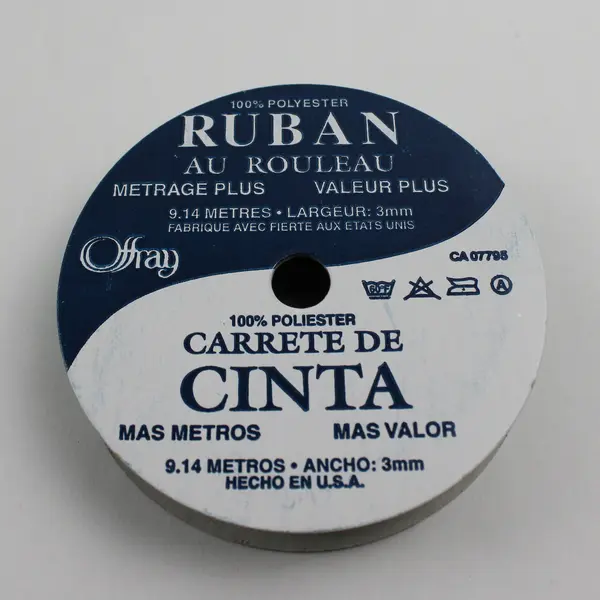 100% POLYESTER
RUBAN
AU ROULEAU
METRAGE PLUS VALEUR PLUS
9.14 METRES • LARGEUR: 3mm
FABRIQUE AVEC FIERTE AUX ETATS UNIS
Offray
CA 07795
60°F
A
100% POLIESTER
CARRETE DE
CINTA
MAS METROS MAS VALOR
9.14 METROS • ANCHO: 3mm
HECHO EN U.S.A.